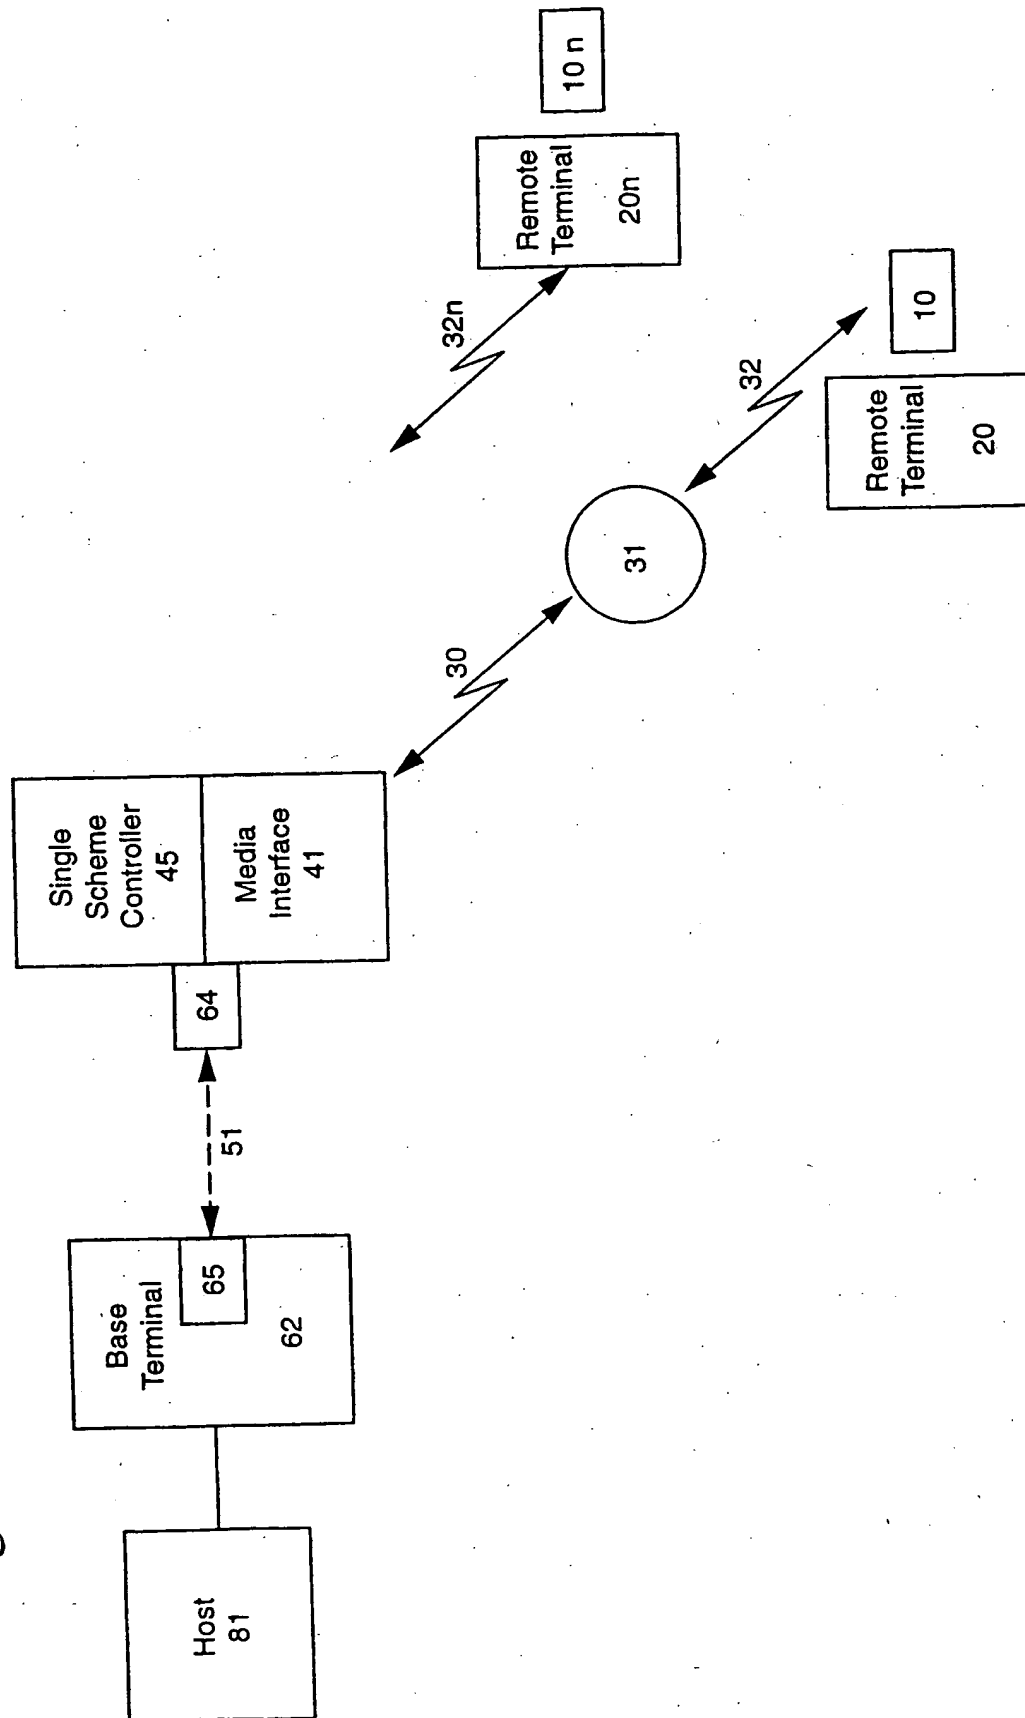 Host
81
Base
Terminal
65
62
51
64
Single
Scheme
Controller
45
Media
Interface
41
30
31
32n
32
Remote
Terminal
20n
10 n
Remote
Terminal
20
10